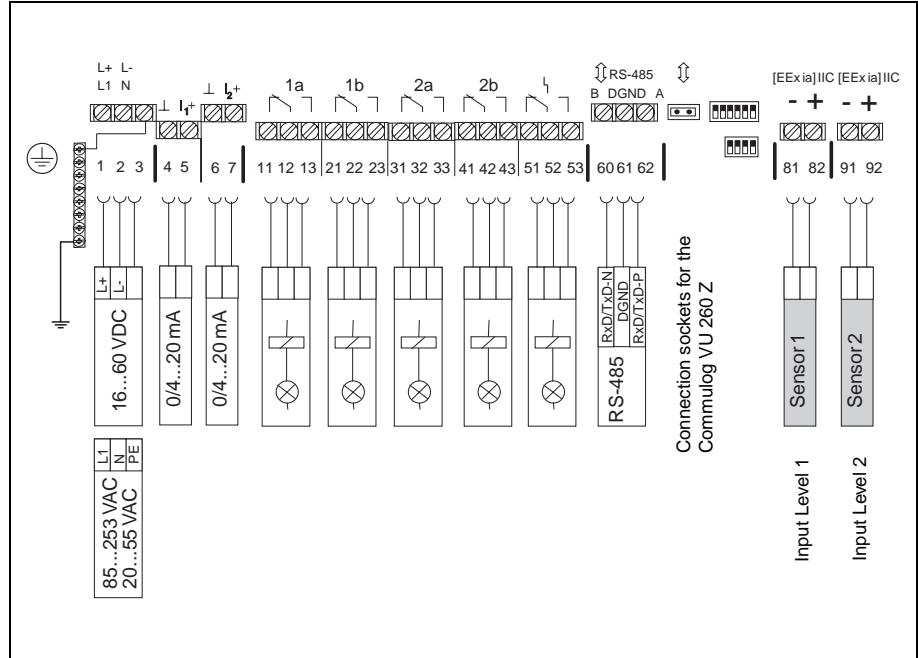 L+ L-
L1 N
⊥ I1+
⊥ I2+
1a 1b 2a 2b
RS-485
B DGND A
[EEx ia] IIC [EEx ia] IIC
- + - +
1 2 3 4 5 6 7 11 12 13 21 22 23 31 32 33 41 42 43 51 52 53 60 61 62 81 82 91 92
L+
L-
16...60 VDC
0/4...20 mA
0/4...20 mA
RxD/TxD-N
DGND
RxD/TxD-P
RS-485
Connection sockets for the
Commulog VU 260 Z
Sensor 1
Sensor 2
L1
N
PE
85...253 VAC
20...55 VAC
Input Level 1
Input Level 2